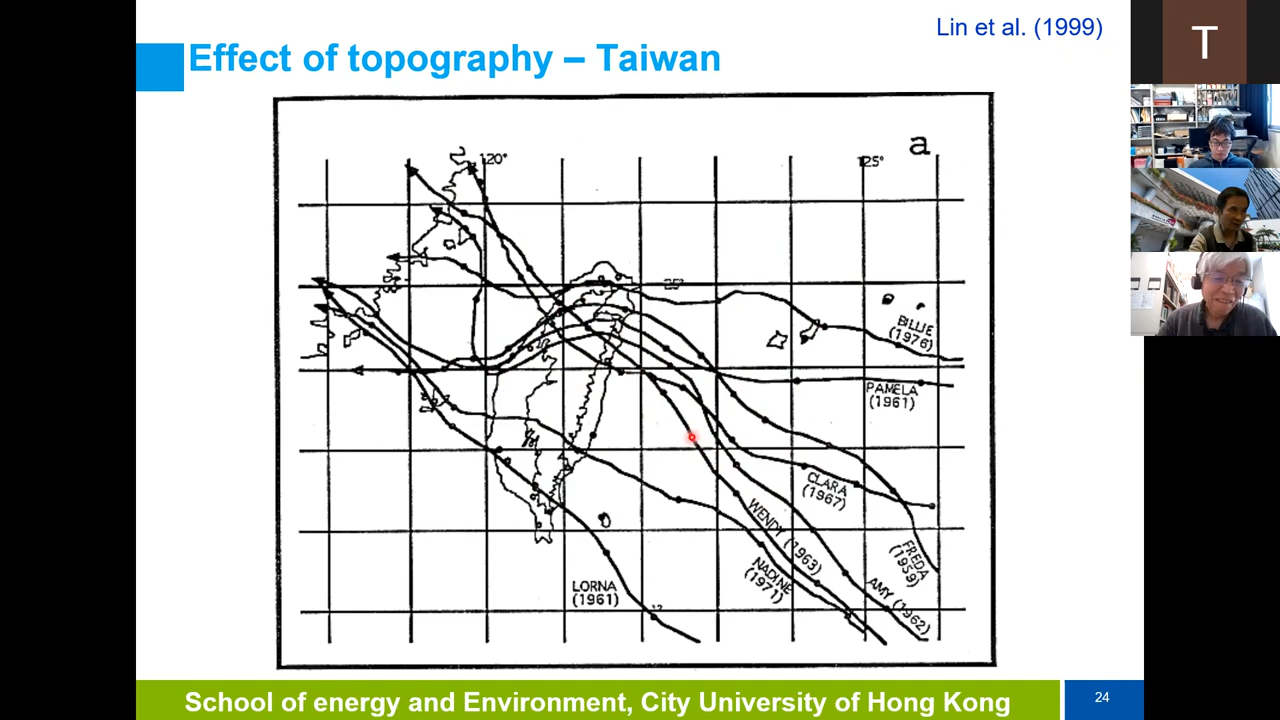 Lin et al. (1999)
Effect of topography – Taiwan
T
a
120°
125°
BILLIE
(1976)
PAMELA
(1961)
CLARA
(1967)
WENDY (1963)
FREDA
(1959)
NADINE
(1971)
AMY (1962)
LORNA
(1961)
School of energy and Environment, City University of Hong Kong
24